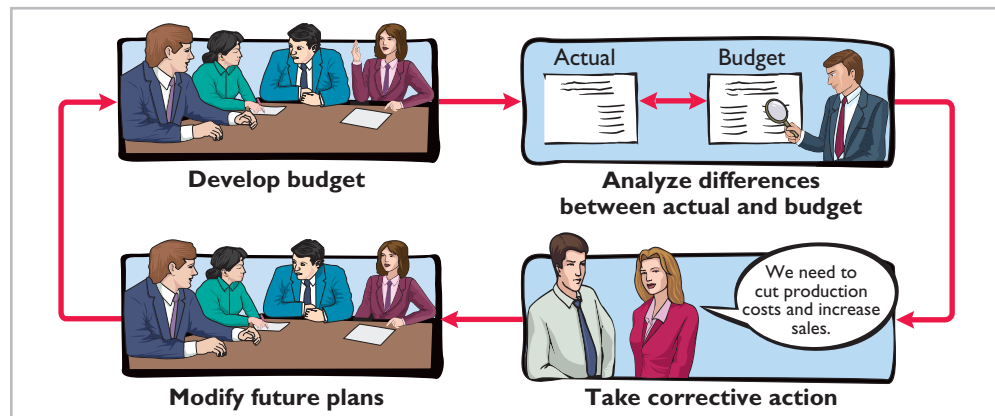 Actual
Budget
Develop budget
Analyze differences
between actual and budget
We need to
cut production
costs and increase
sales.
Modify future plans
Take corrective action